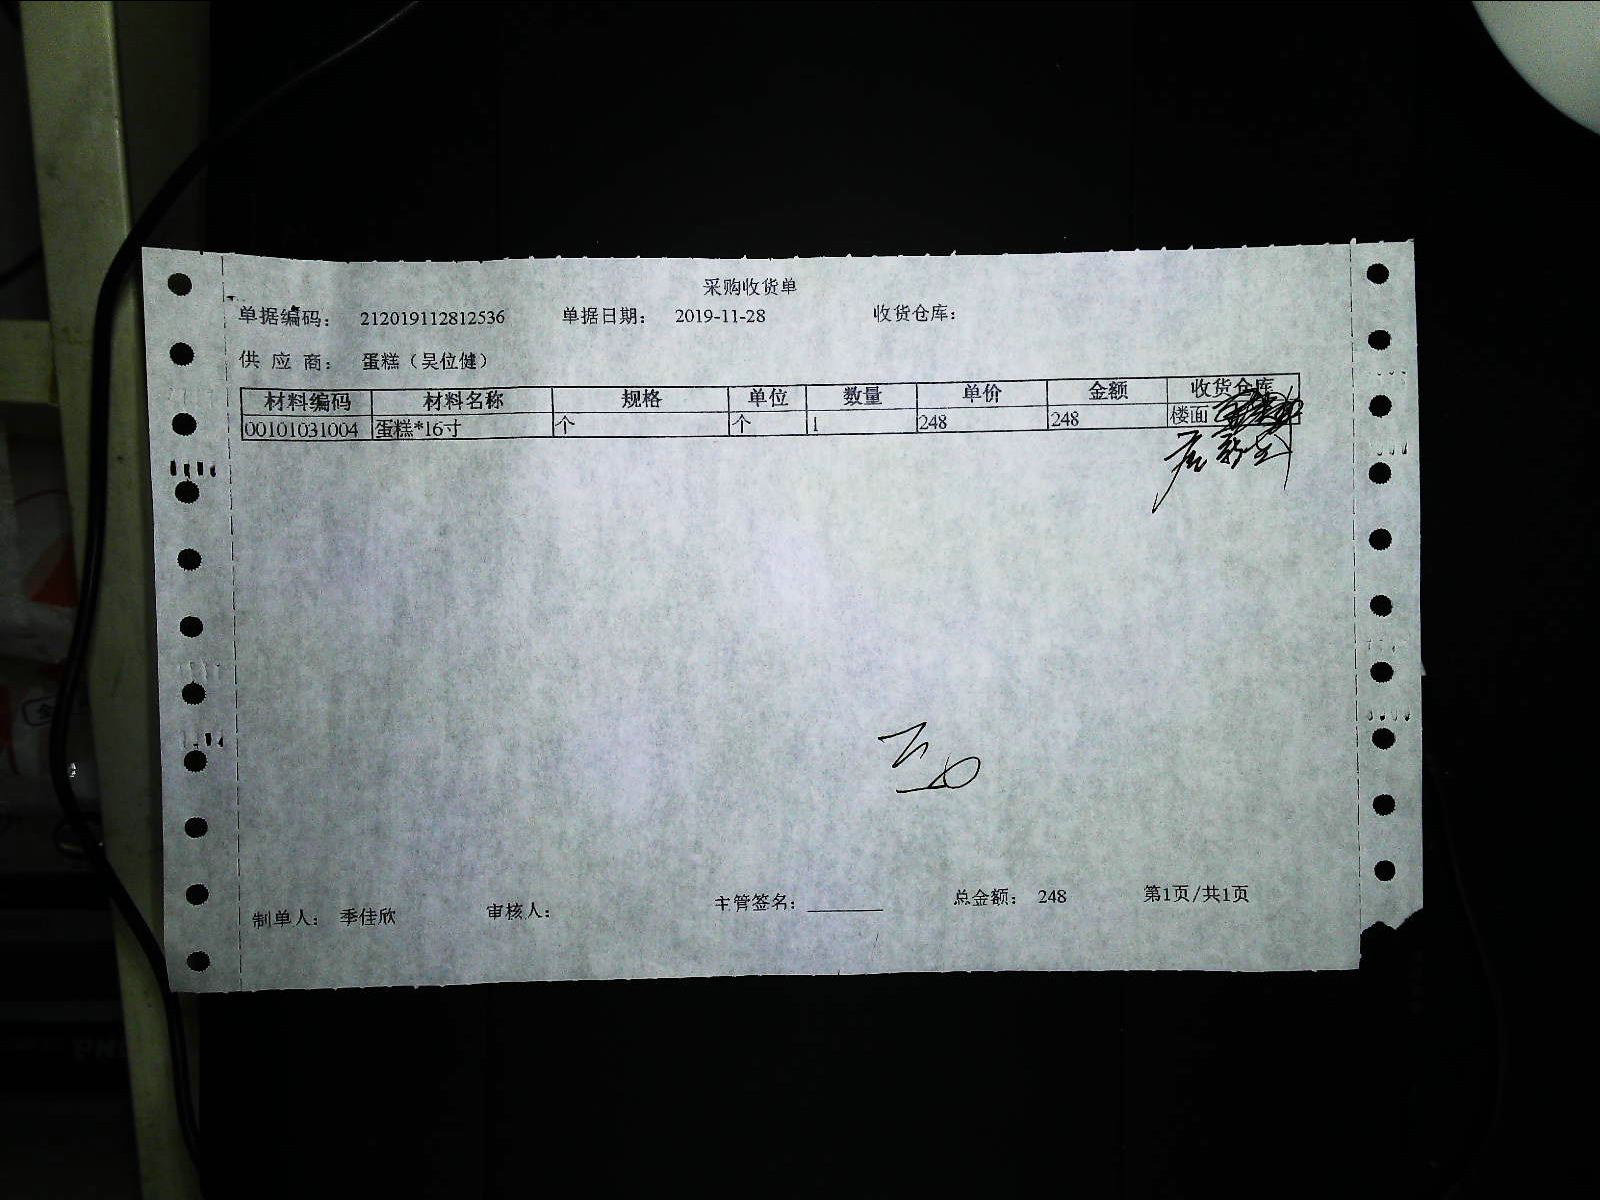 采购收货单
单据编码： 212019112812536 单据日期： 2019-11-28 收货仓库：
供 应 商： 蛋糕（吴位健）
材料编码 材料名称 规格 单位 数量 单价 金额 收货仓库
00101031004 蛋糕*16寸 个 个 1 248 248 楼面
制单人： 季佳欣 审核人： 主管签名：________ 总金额： 248 第1页/共1页